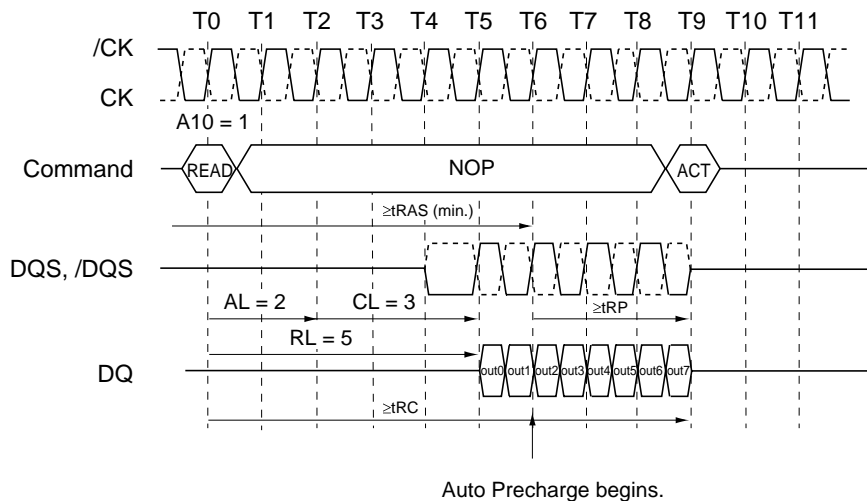 T0 T1 T2 T3 T4 T5 T6 T7 T8 T9 T10 T11
/CK
CK
A10 = 1
Command READ NOP ACT
≥tRAS (min.)
DQS, /DQS
AL = 2 CL = 3 ≥tRP
RL = 5
DQ out0 out1 out2 out3 out4 out5 out6 out7
≥tRC
Auto Precharge begins.